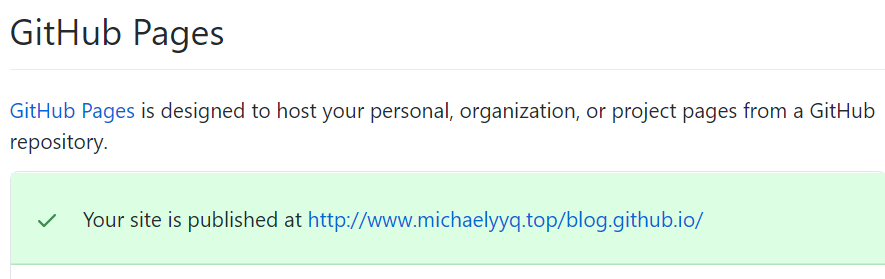 GitHub Pages
GitHub Pages is designed to host your personal, organization, or project pages from a GitHub
repository.
Your site is published at http://www.michaelyyq.top/blog.github.io/